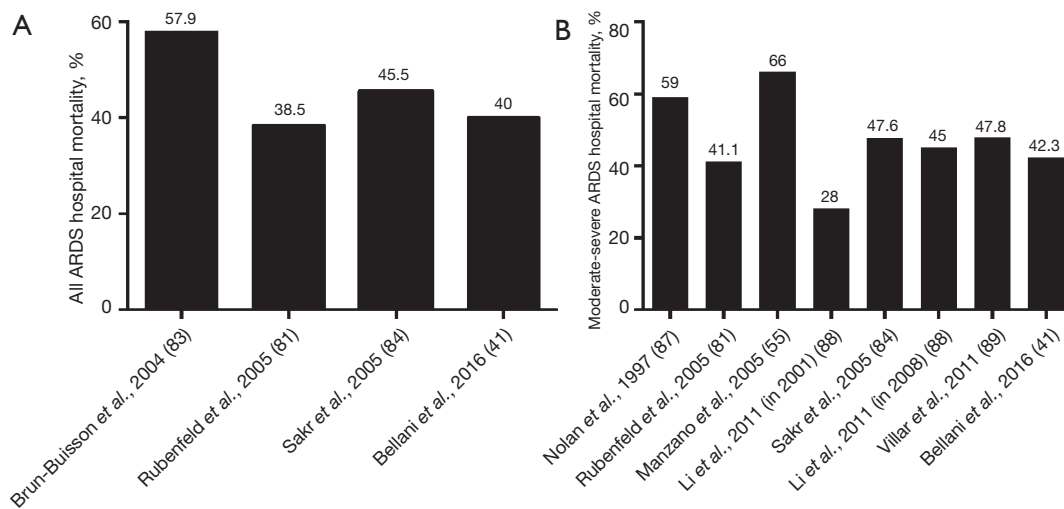 A
All ARDS hospital mortality, %
60
40
20
0
57.9
38.5
45.5
40
Brun-Buisson et al., 2004 (83)
Rubenfeld et al., 2005 (81)
Sakr et al., 2005 (84)
Bellani et al., 2016 (41)
B
Moderate-severe ARDS hospital mortality, %
80
60
40
20
0
59
41.1
66
28
47.6
45
47.8
42.3
Nolan et al., 1997 (87)
Rubenfeld et al., 2005 (81)
Manzano et al., 2005 (55)
Li et al., 2011 (in 2001) (88)
Sakr et al., 2005 (84)
Li et al., 2011 (in 2008) (88)
Villar et al., 2011 (89)
Bellani et al., 2016 (41)